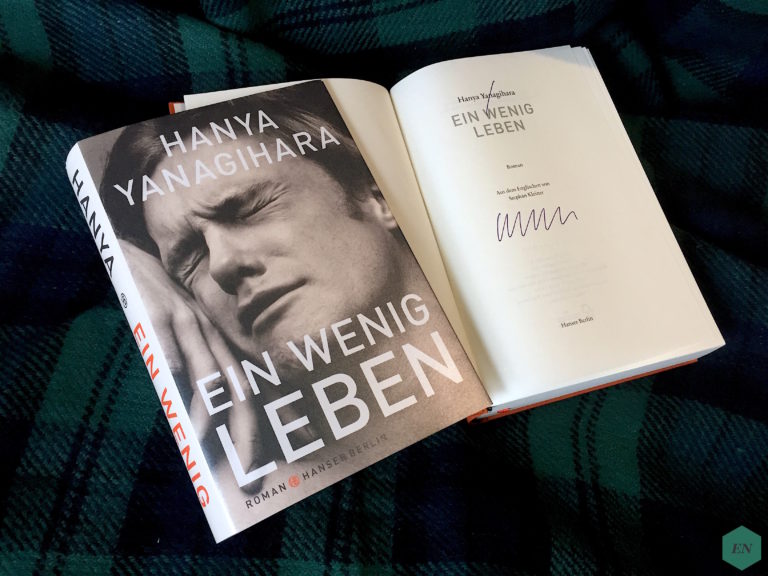 HANYA
YANAGIHARA
EIN WENIG
LEBEN
ROMAN HANSER BERLIN
HANYA EIN WENIG
Hanya Yanagihara
EIN WENIG
LEBEN
Roman
Aus dem Englischen von
Stephan Kleiner
Hanser Berlin
EN